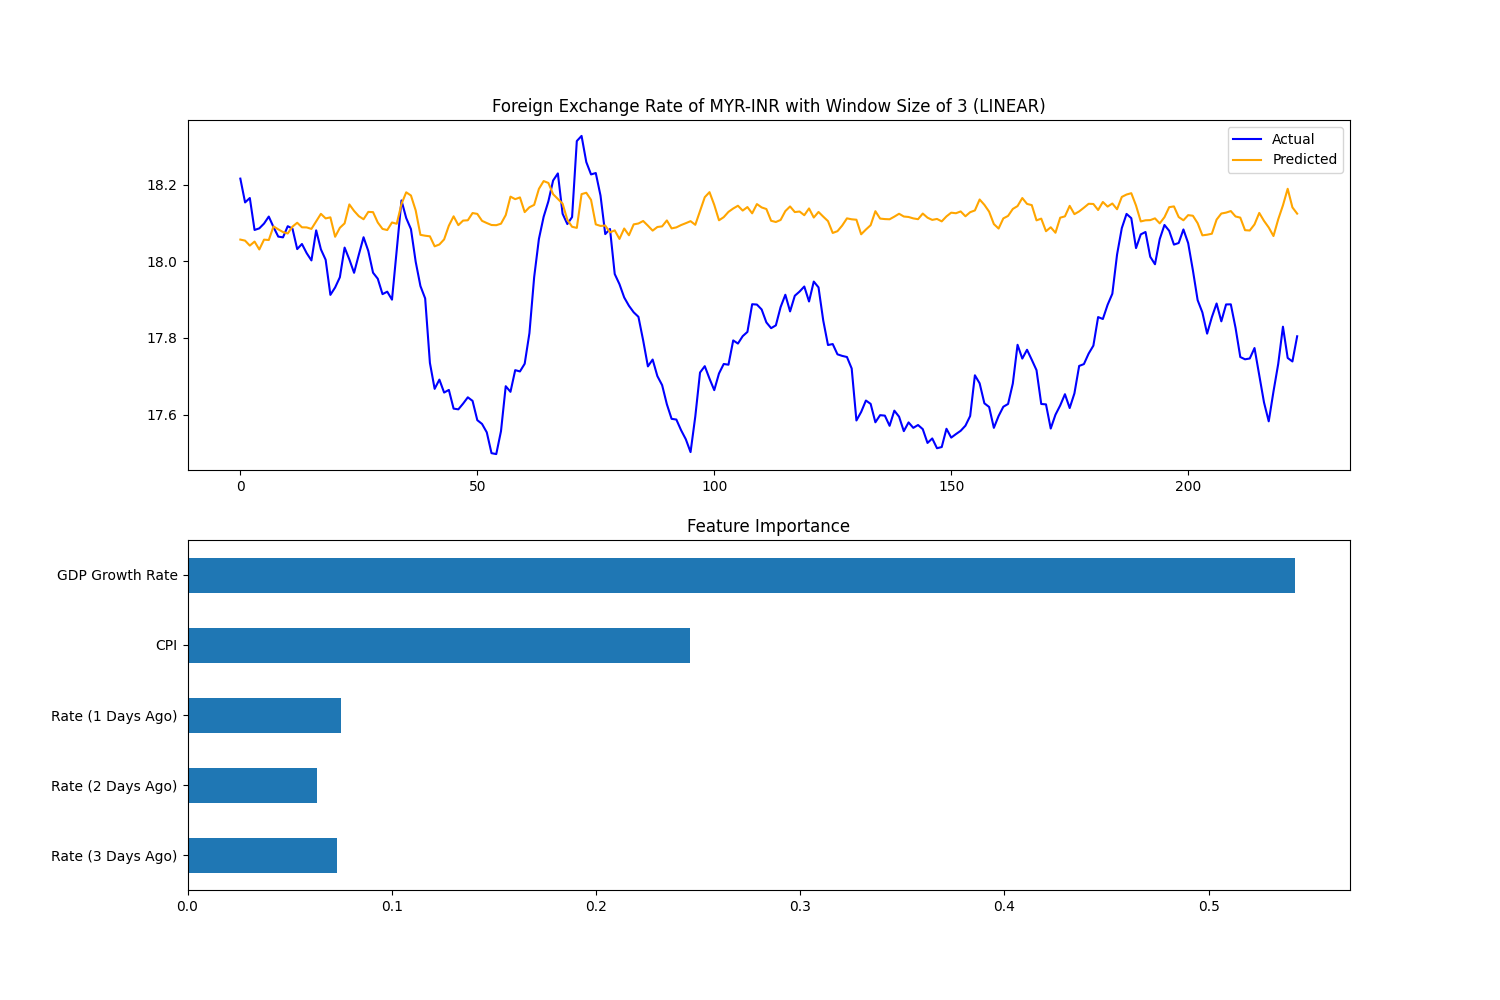 Foreign Exchange Rate of MYR-INR with Window Size of 3 (LINEAR)
Actual
Predicted
18.2
18.0
17.8
17.6
0 50 100 150 200
Feature Importance
GDP Growth Rate
CPI
Rate (1 Days Ago)
Rate (2 Days Ago)
Rate (3 Days Ago)
0.0 0.1 0.2 0.3 0.4 0.5